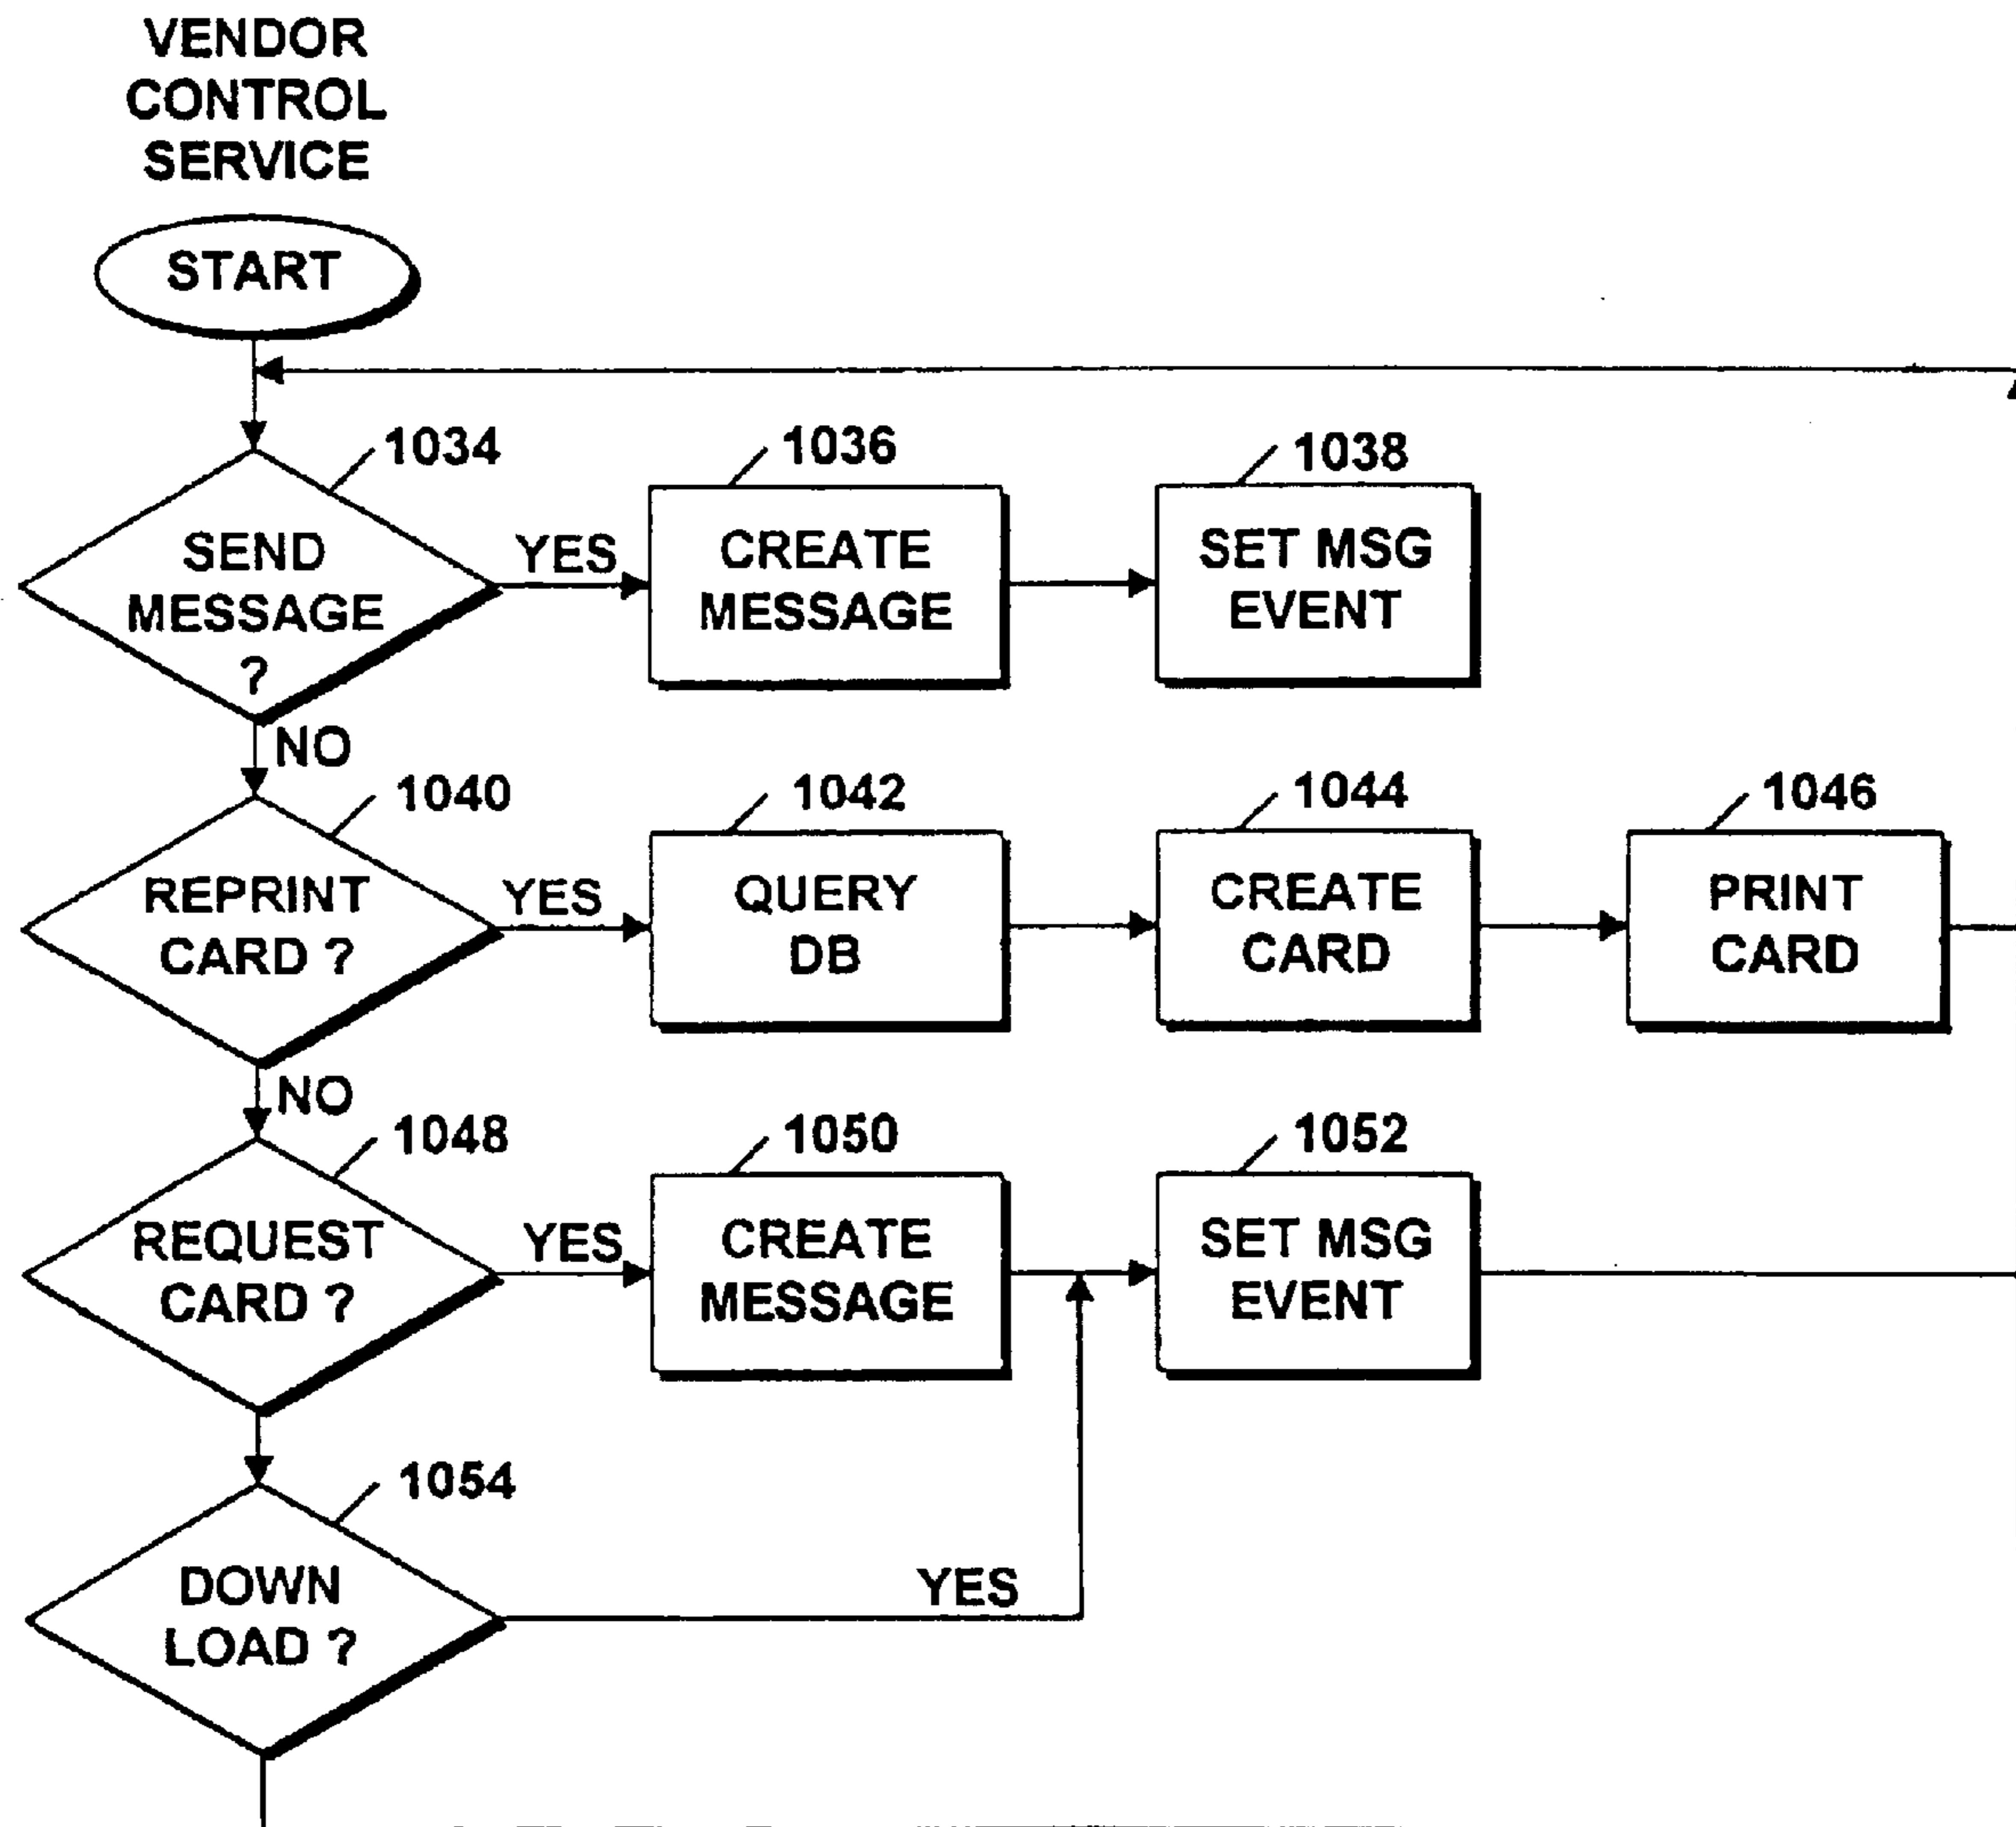 VENDOR
CONTROL
SERVICE
START
1034
1036
1038
SEND
MESSAGE
?
YES
CREATE
MESSAGE
SET MSG
EVENT
NO
1040
1042
1044
1046
REPRINT
CARD ?
YES
QUERY
DB
CREATE
CARD
PRINT
CARD
NO
1048
1050
1052
REQUEST
CARD ?
YES
CREATE
MESSAGE
SET MSG
EVENT
1054
DOWN
LOAD ?
YES